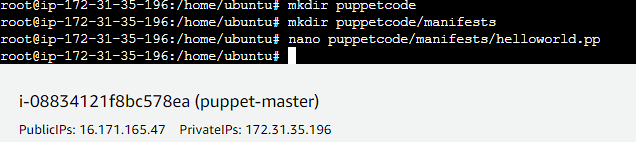 root@ip-172-31-35-196:/home/ubuntu# mkdir puppetcode
root@ip-172-31-35-196:/home/ubuntu# mkdir puppetcode/manifests
root@ip-172-31-35-196:/home/ubuntu# nano puppetcode/manifests/helloworld.pp
root@ip-172-31-35-196:/home/ubuntu#
i-08834121f8bc578ea (puppet-master)
PublicIPs: 16.171.165.47 PrivateIPs: 172.31.35.196